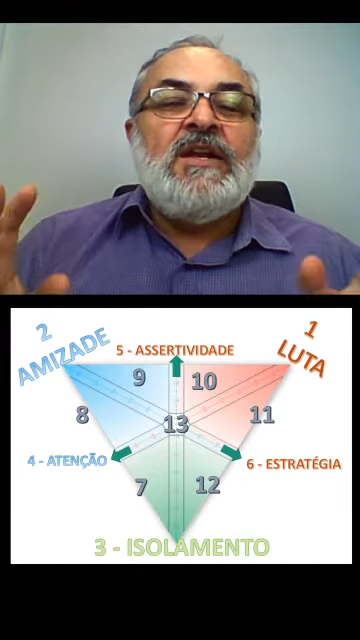 2
AMIZADE
5 - ASSERTIVIDADE
1
LUTA
9
10
8
13
11
4 - ATENÇÃO
6 - ESTRATÉGIA
7
12
3 - ISOLAMENTO